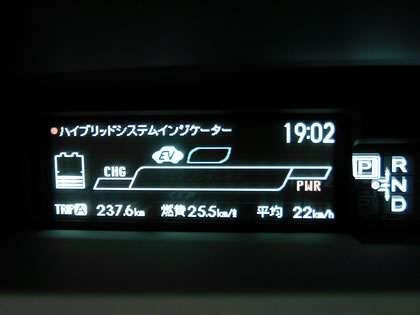 ハイブリッドシステムインジケーター 19:02
EV
CHG
PWR
TRIP A 237.6km 燃費 25.5km/ℓ 平均 22km/h
P
R
N
D
B